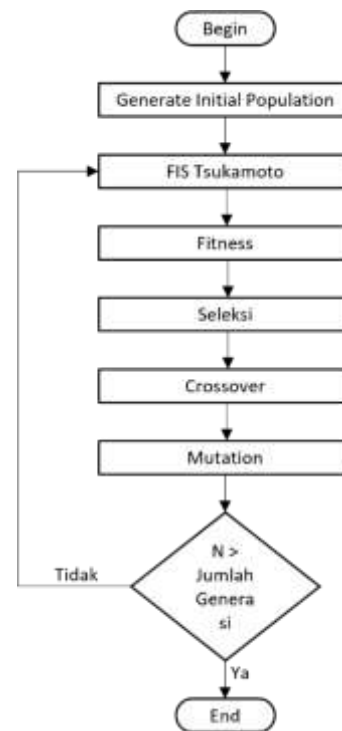 Begin
Generate Initial Population
FIS Tsukamoto
Fitness
Seleksi
Crossover
Mutation
N >
Jumlah
Genera
si
Tidak
Ya
End